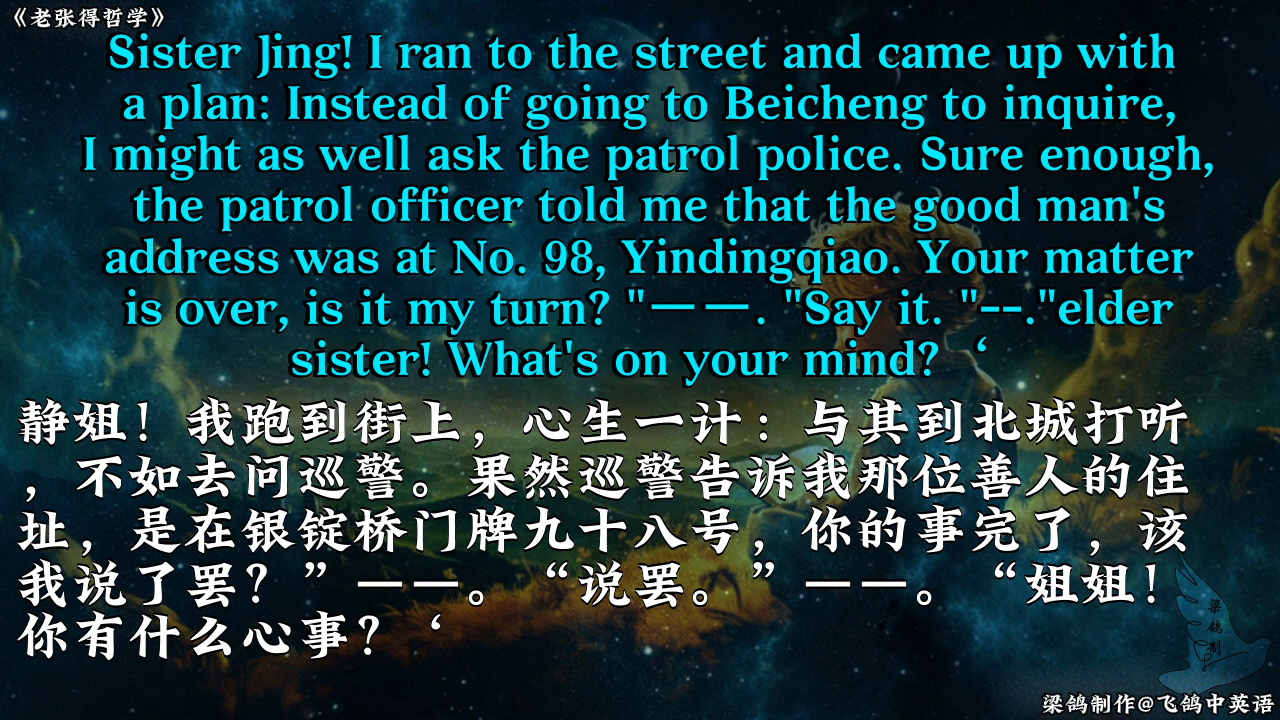 《老张得哲学》
Sister Jing! I ran to the street and came up with
a plan: Instead of going to Beicheng to inquire,
I might as well ask the patrol police. Sure enough,
the patrol officer told me that the good man's
address was at No. 98, Yindingqiao. Your matter
is over, is it my turn? "——. "Say it. "--."elder
sister! What's on your mind? ‘
静姐！我跑到街上，心生一计：与其到北城打听
，不如去问巡警。果然巡警告诉我那位善人的住
址，是在银锭桥门牌九十八号，你的事完了，该
我说了罢？”——。“说罢。”——。“姐姐！
你有什么心事？‘
梁鸽制
梁鸽制作@飞鸽中英语